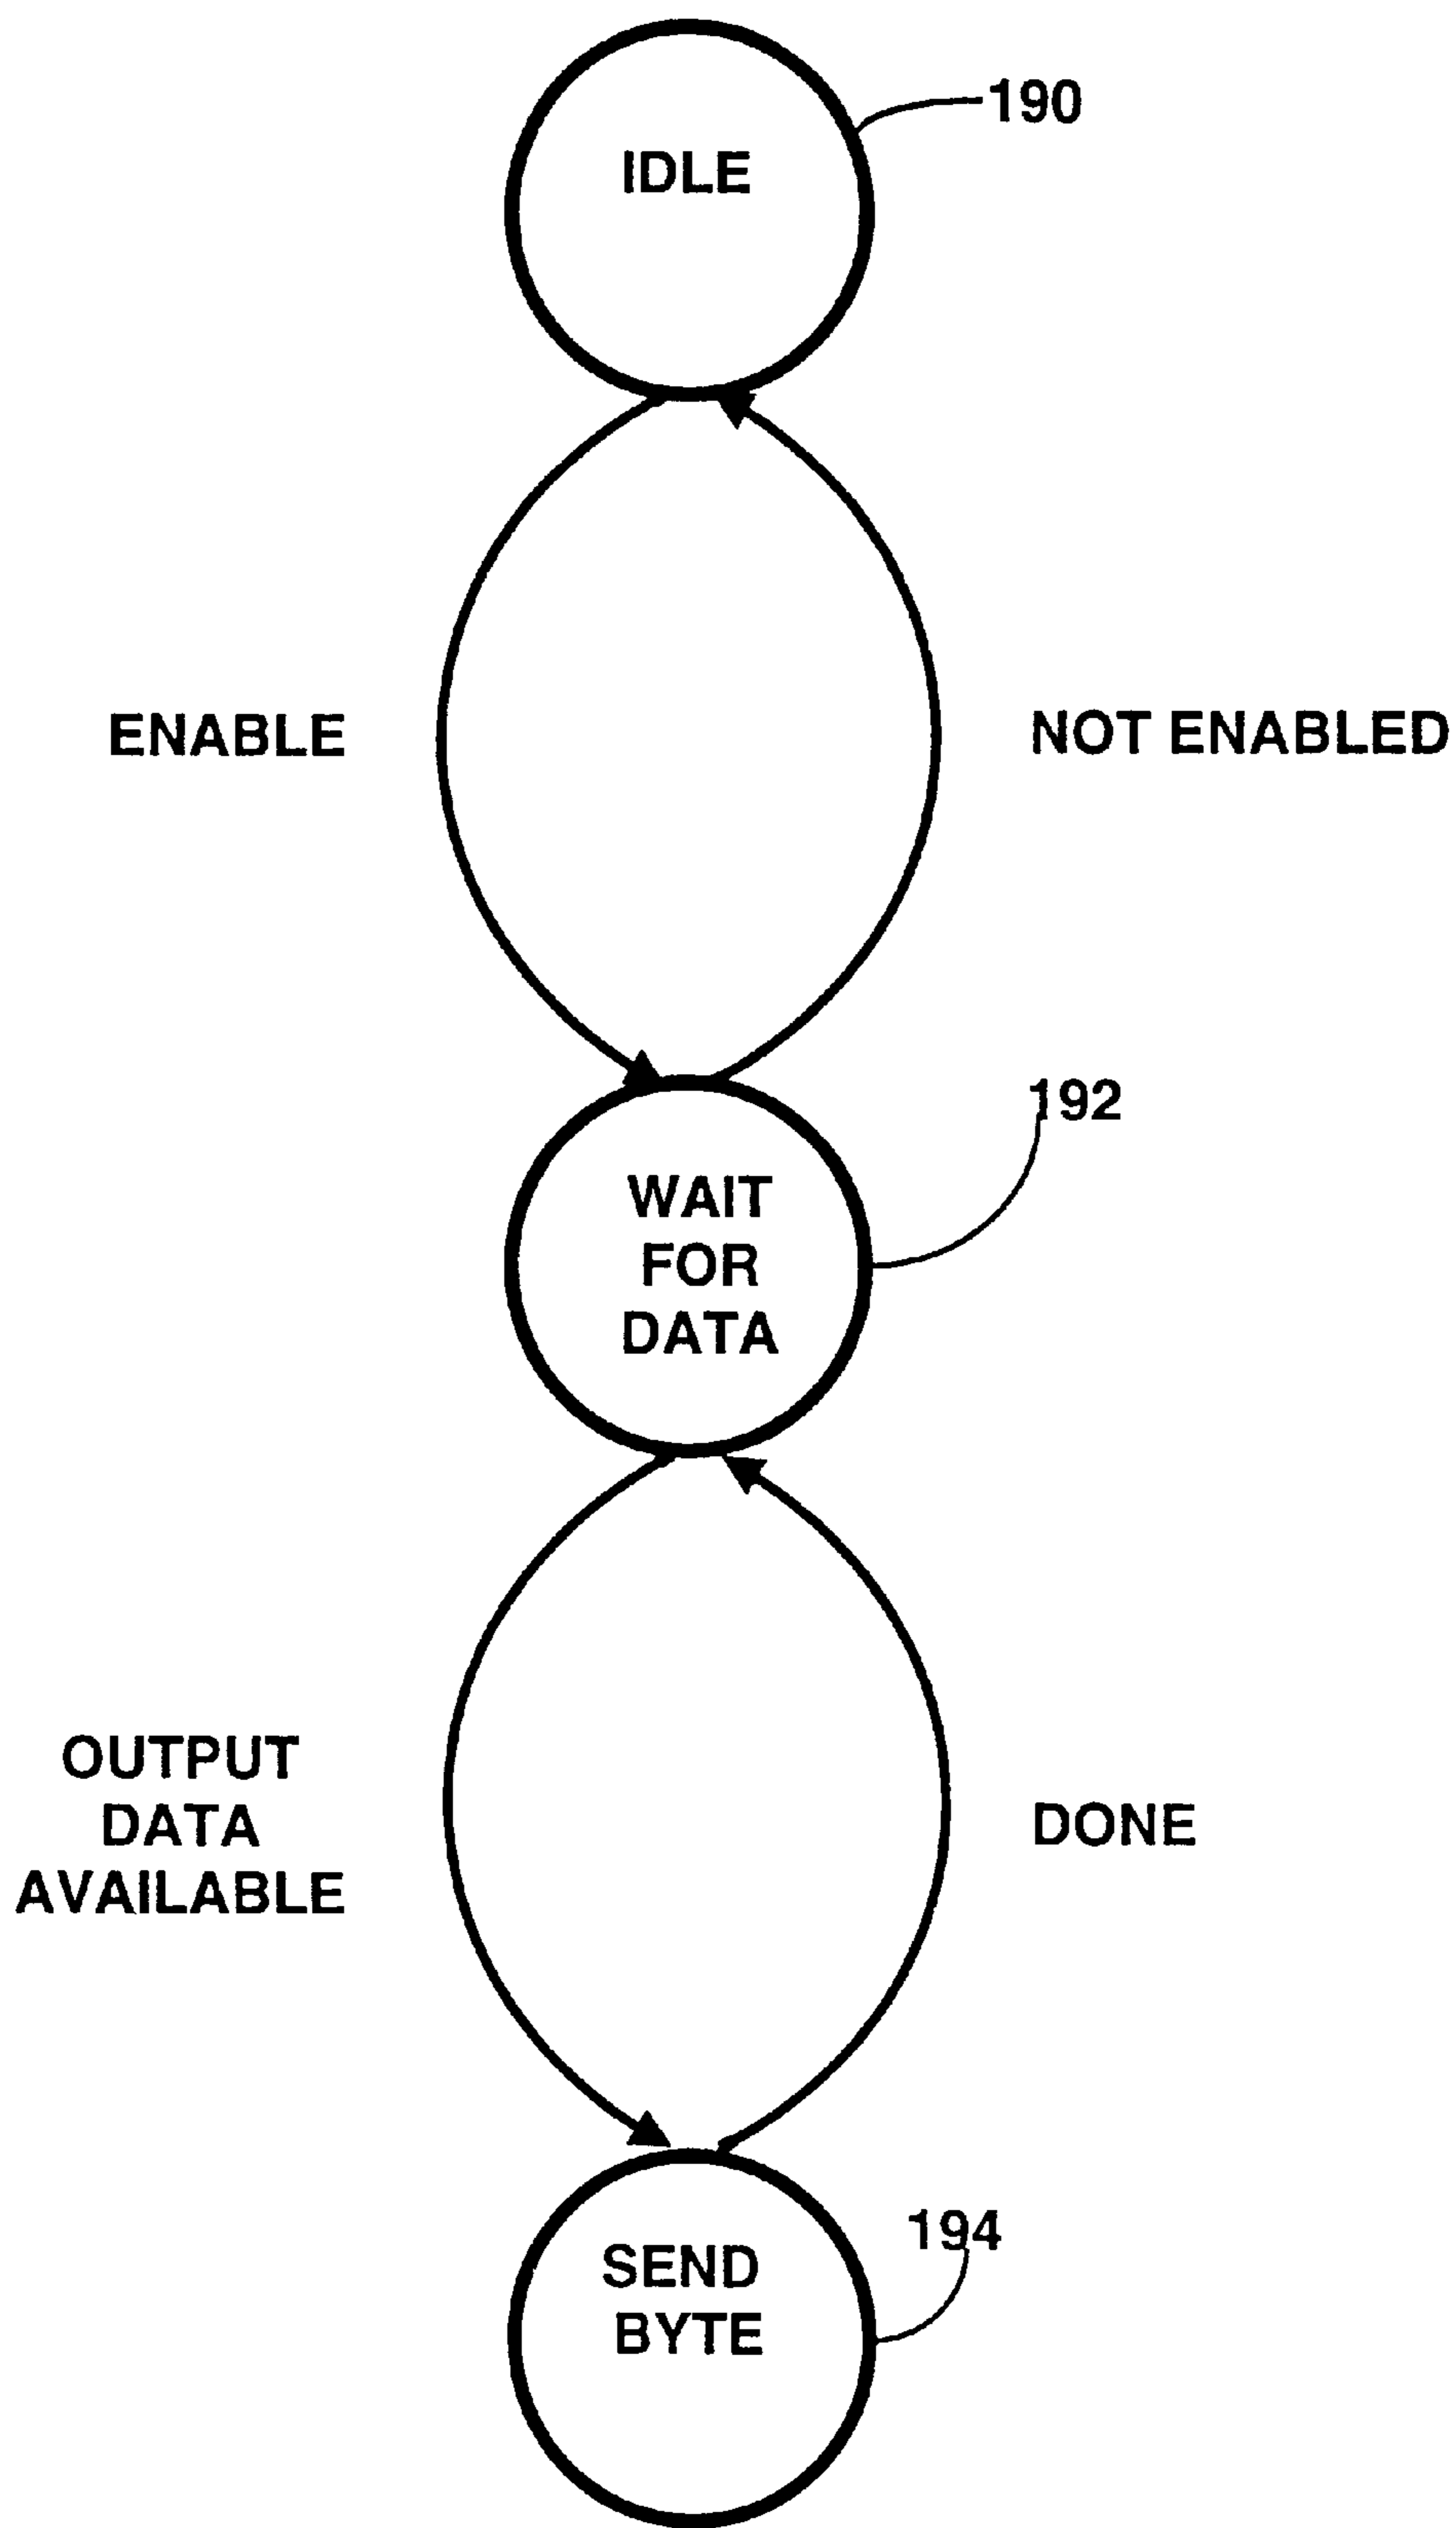 190
IDLE
ENABLE
NOT ENABLED
192
WAIT
FOR
DATA
OUTPUT
DATA
AVAILABLE
DONE
194
SEND
BYTE